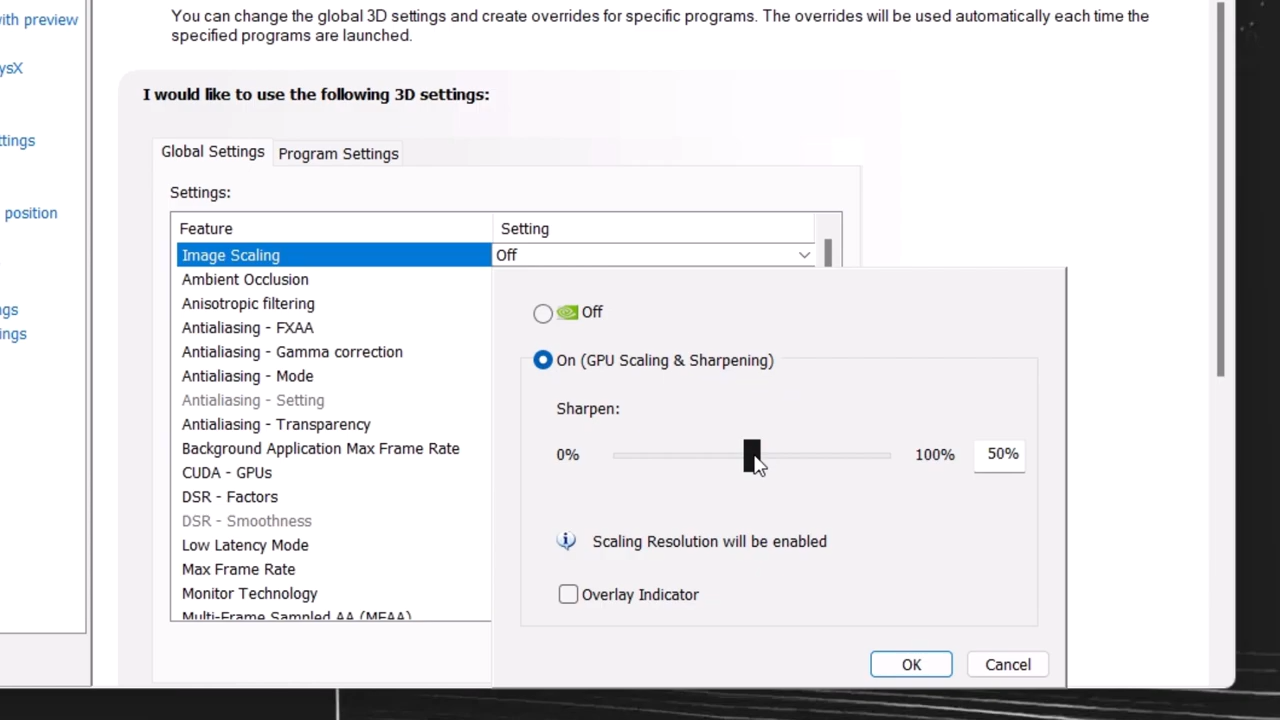 with preview
ysX
ttings
position
gs
ings
You can change the global 3D settings and create overrides for specific programs. The overrides will be used automatically each time the
specified programs are launched.
I would like to use the following 3D settings:
Global Settings
Program Settings
Settings:
Feature
Setting
Image Scaling
Off
Ambient Occlusion
Anisotropic filtering
Antialiasing - FXAA
Antialiasing - Gamma correction
Antialiasing - Mode
Antialiasing - Setting
Antialiasing - Transparency
Background Application Max Frame Rate
CUDA - GPUs
DSR - Factors
DSR - Smoothness
Low Latency Mode
Max Frame Rate
Monitor Technology
Multi-Frame Sampled AA (MFAA)
Off
On (GPU Scaling & Sharpening)
Sharpen:
0%
100%
50%
Scaling Resolution will be enabled
Overlay Indicator
OK
Cancel